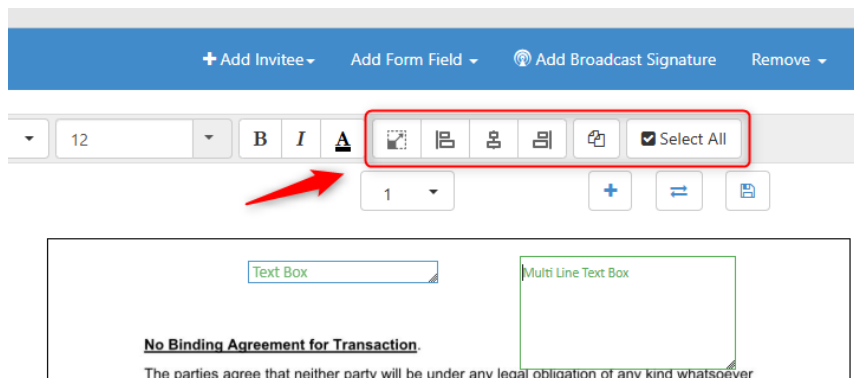 Add Invitee Add Form Field Add Broadcast Signature Remove
12 B I A Select All
1
Text Box Multi Line Text Box
No Binding Agreement for Transaction.
The parties agree that neither party will be under any legal obligation of any kind whatsoever